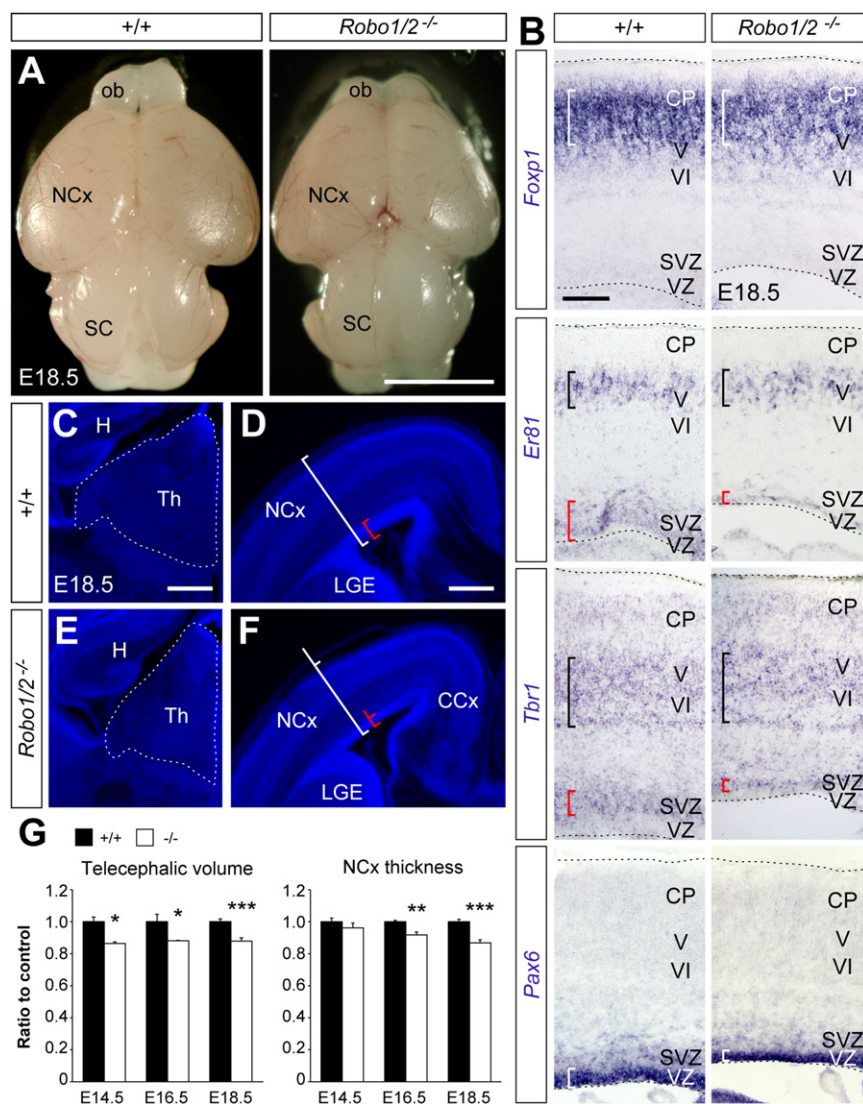 +/+
Robo1/2 -/-
A
ob
NCx
SC
E18.5
ob
NCx
SC
B
+/+
Robo1/2 -/-
Foxp1
CP
V
VI
SVZ
VZ
CP
V
VI
SVZ
VZ
E18.5
Er81
CP
V
VI
SVZ
VZ
CP
V
VI
SVZ
VZ
Tbr1
CP
V
VI
SVZ
VZ
CP
V
VI
SVZ
VZ
Pax6
CP
V
VI
SVZ
VZ
CP
V
VI
SVZ
VZ
+/+
C
H
Th
E18.5
D
NCx
LGE
Robo1/2 -/-
E
H
Th
F
NCx
CCx
LGE
G
+/+ -/-
Telecephalic volume
Ratio to control
1.2
1.0
0.8
0.6
0.4
0.2
0
* * ***
E14.5 E16.5 E18.5
NCx thickness
1.2
1.0
0.8
0.6
0.4
0.2
0
** ***
E14.5 E16.5 E18.5